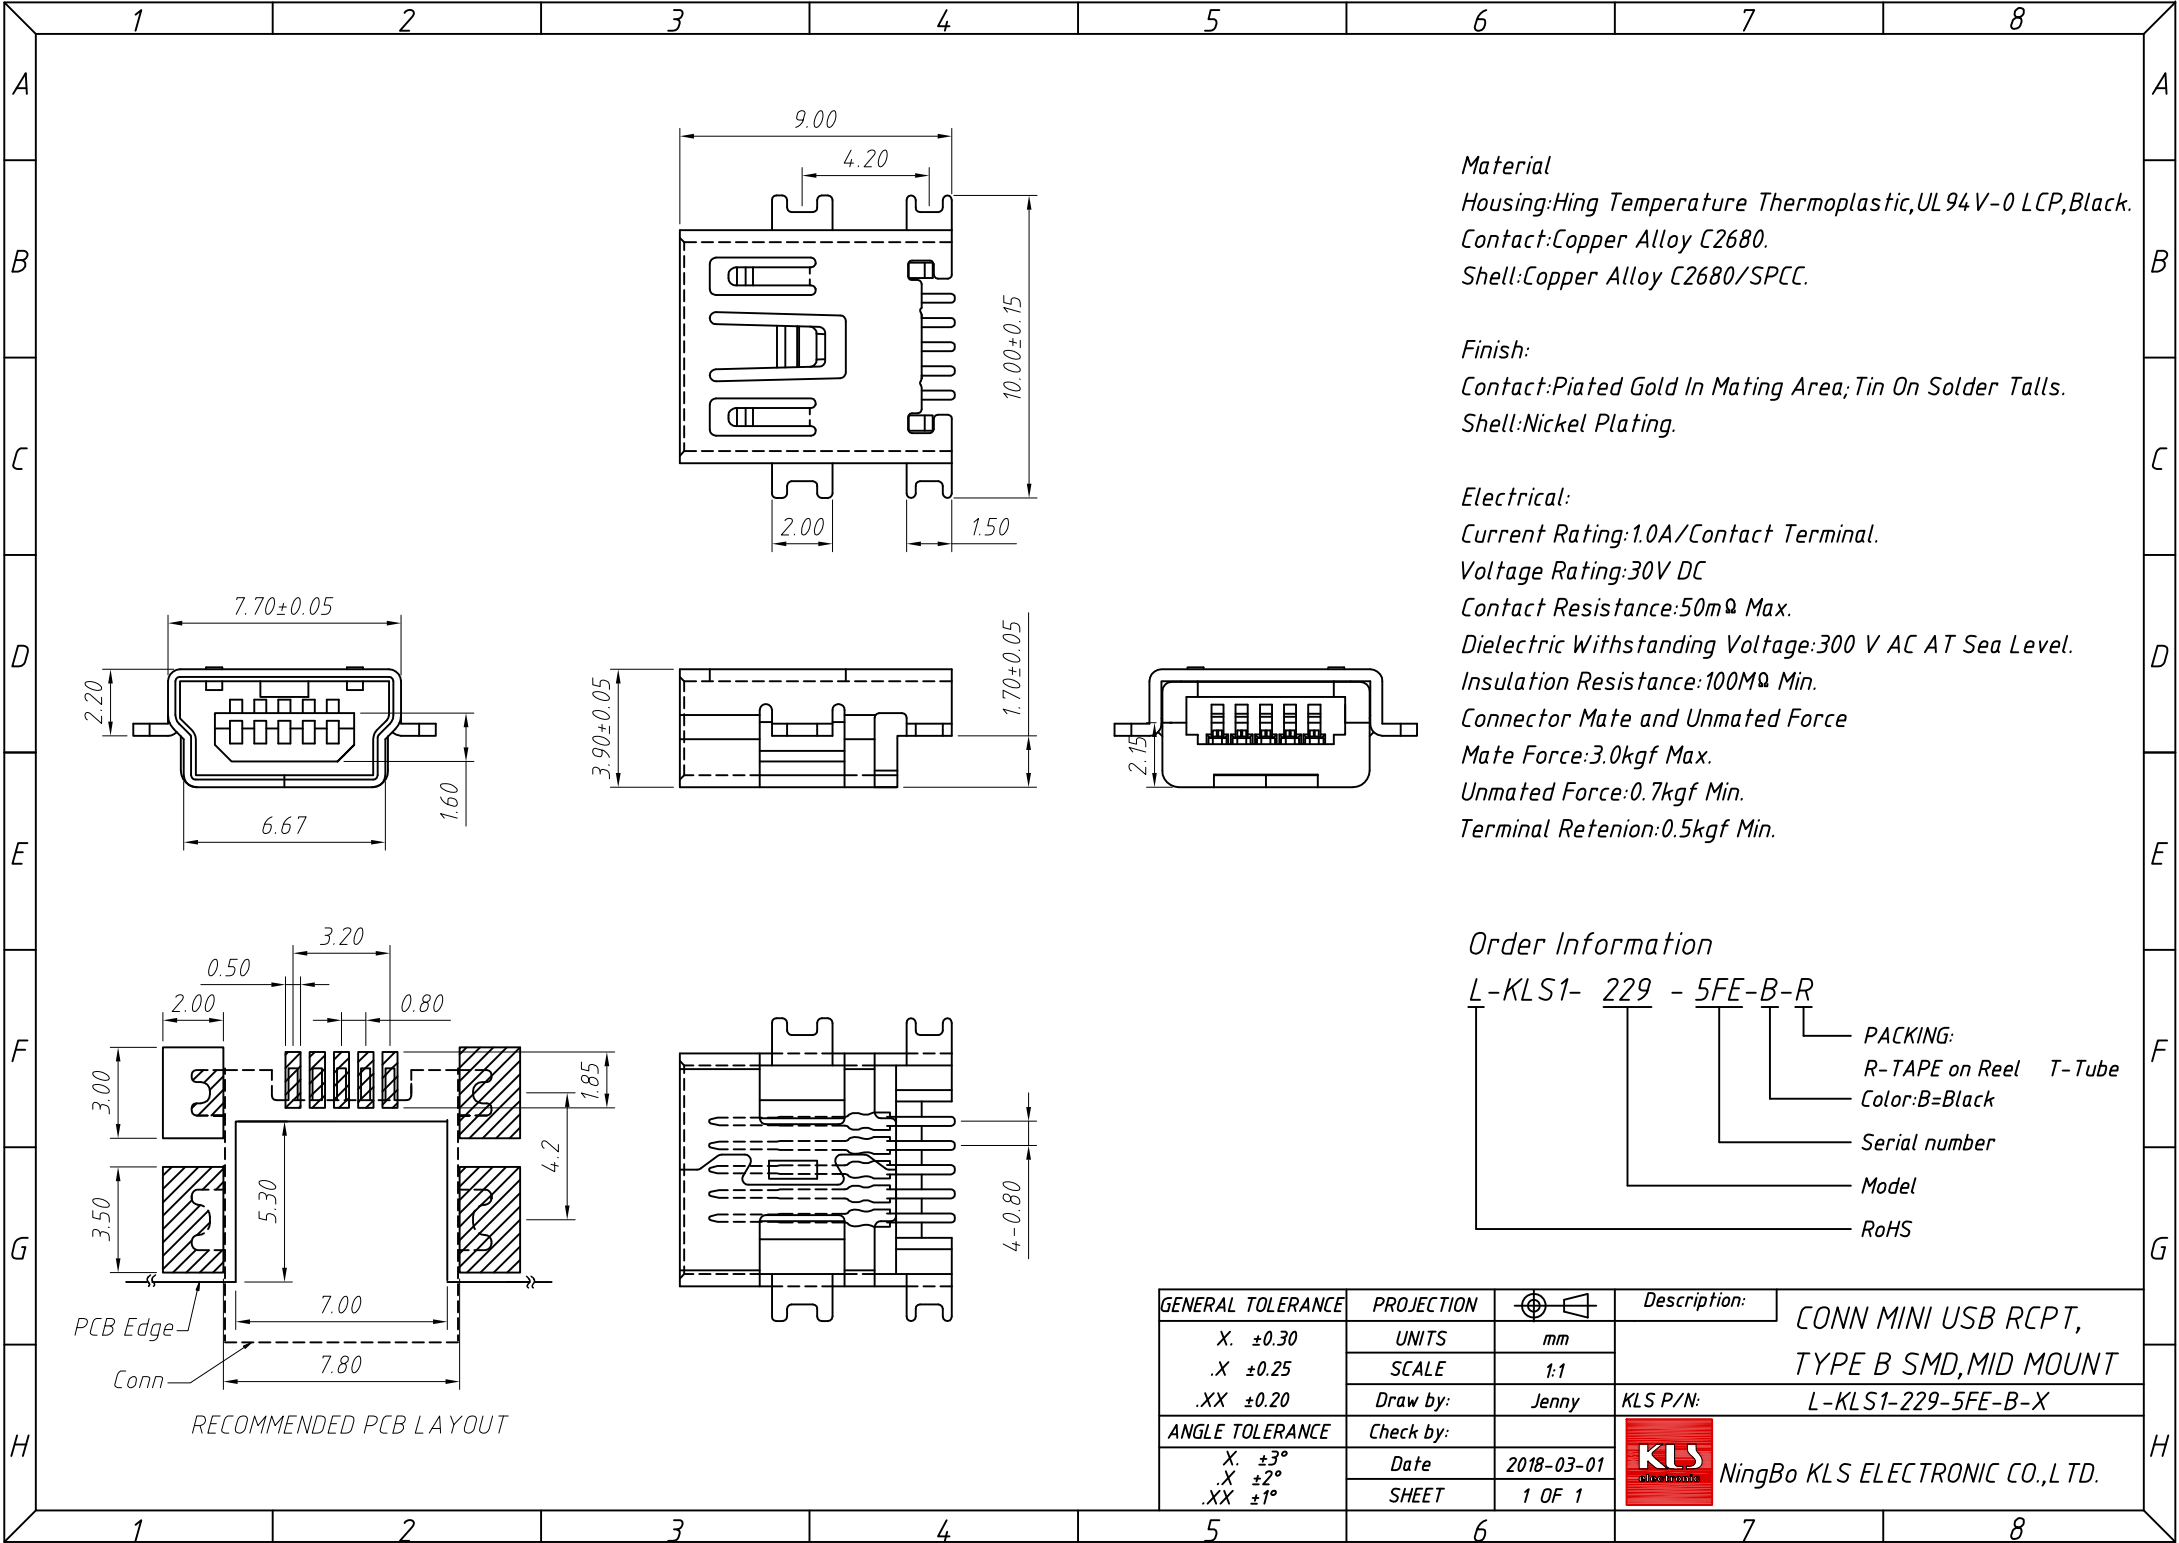 1 2 3 4 5 6 7 8
A A
B B
C C
D D
E E
F F
G G
H H
9.00
4.20
10.00±0.15
2.00
1.50
7.70±0.05
2.20
1.60
6.67
3.90±0.05
1.70±0.05
2.15
Material
Housing:Hing Temperature Thermoplastic,UL94V-0 LCP,Black.
Contact:Copper Alloy C2680.
Shell:Copper Alloy C2680/SPCC.
Finish:
Contact:Piated Gold In Mating Area;Tin On Solder Talls.
Shell:Nickel Plating.
Electrical:
Current Rating:1.0A/Contact Terminal.
Voltage Rating:30V DC
Contact Resistance:50mΩ Max.
Dielectric Withstanding Voltage:300 V AC AT Sea Level.
Insulation Resistance:100MΩ Min.
Connector Mate and Unmated Force
Mate Force:3.0kgf Max.
Unmated Force:0.7kgf Min.
Terminal Retenion:0.5kgf Min.
3.20
0.50
2.00
0.80
3.00
1.85
4.2
3.50
5.30
7.00
7.80
PCB Edge
Conn
RECOMMENDED PCB LAYOUT
4-0.80
Order Information
L-KLS1- 229 - 5FE-B-R
PACKING:
R-TAPE on Reel T-Tube
Color:B=Black
Serial number
Model
RoHS
GENERAL TOLERANCE
X. ±0.30
.X ±0.25
.XX ±0.20
ANGLE TOLERANCE
X. ±3°
.X ±2°
.XX ±1°
PROJECTION
UNITS mm
SCALE 1:1
Draw by: Jenny
Check by:
Date 2018-03-01
SHEET 1 OF 1
Description:
CONN MINI USB RCPT,
TYPE B SMD,MID MOUNT
KLS P/N: L-KLS1-229-5FE-B-X
KLS
electronic
NingBo KLS ELECTRONIC CO.,LTD.
1 2 3 4 5 6 7 8